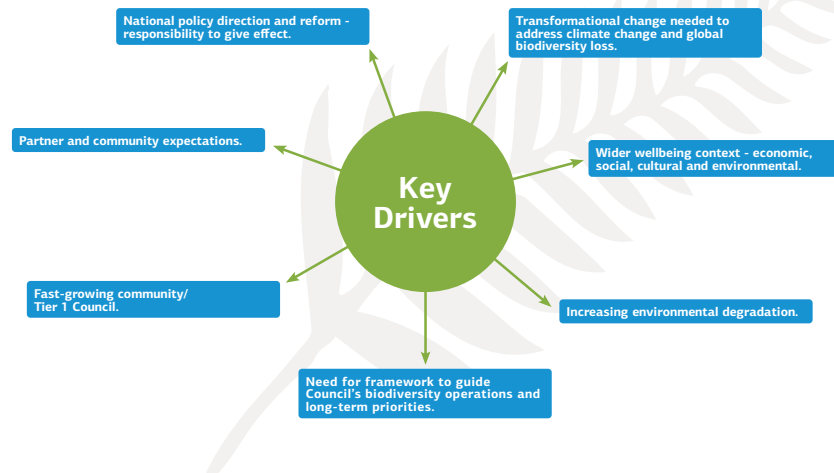 National policy direction and reform -
responsibility to give effect.
Transformational change needed to
address climate change and global
biodiversity loss.
Partner and community expectations.
Wider wellbeing context - economic,
social, cultural and environmental.
Key
Drivers
Fast-growing community/
Tier 1 Council.
Increasing environmental degradation.
Need for framework to guide
Council's biodiversity operations and
long-term priorities.